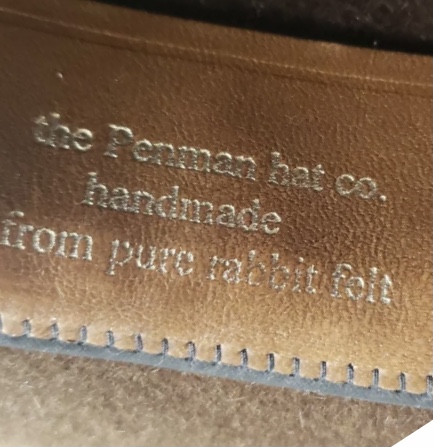 the Penman hat co.
handmade
from pure rabbit felt